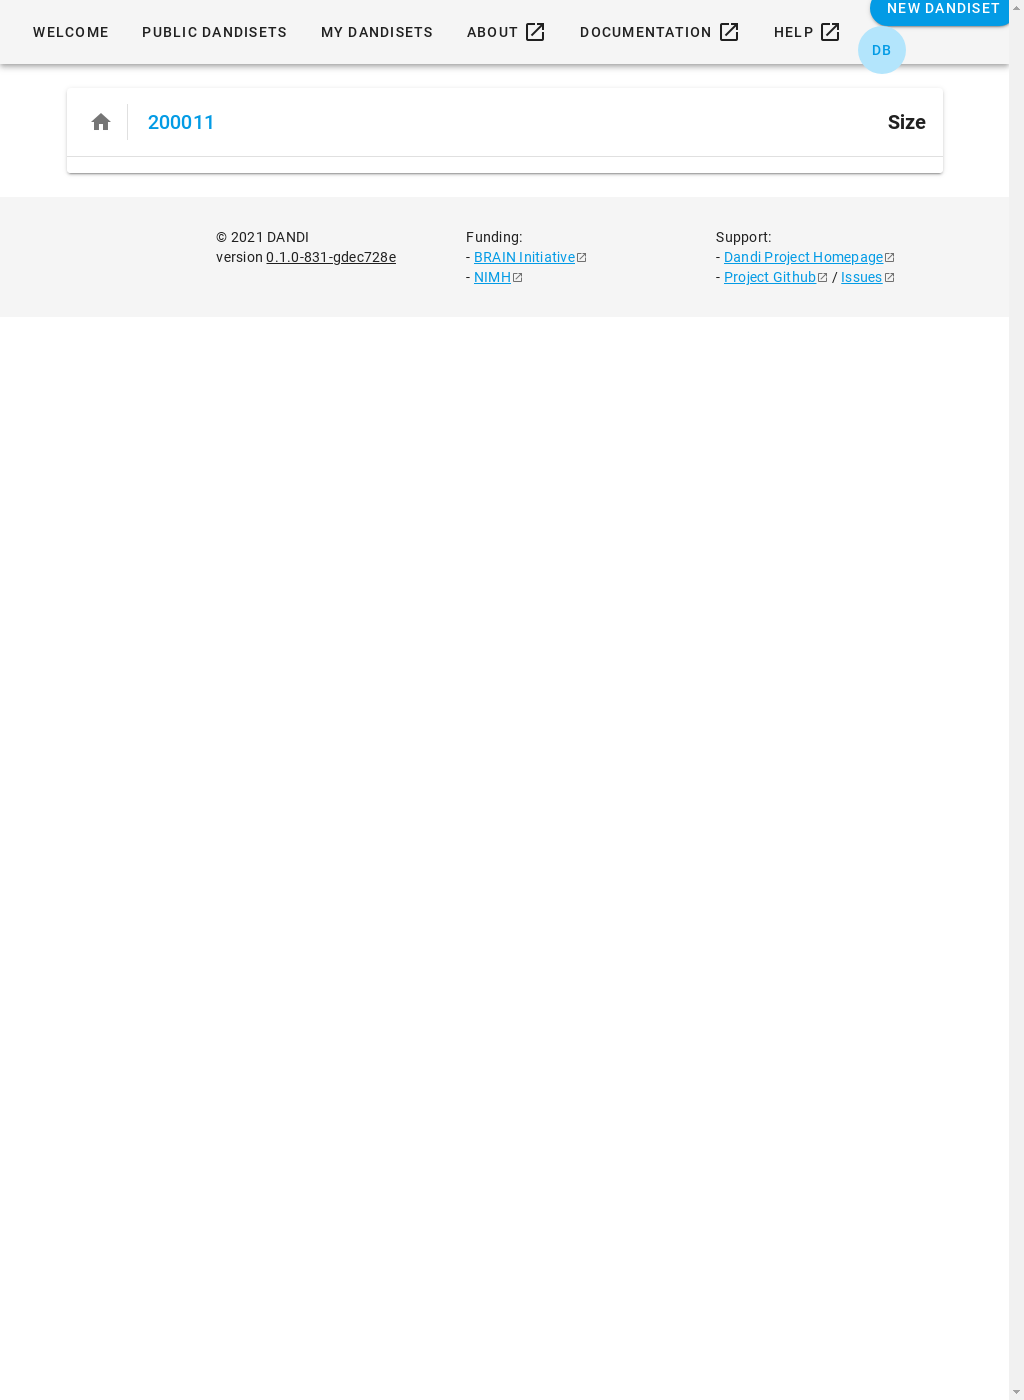 NEW DANDISET
WELCOME PUBLIC DANDISETS MY DANDISETS ABOUT DOCUMENTATION HELP
DB
200011 Size
© 2021 DANDI
version 0.1.0-831-gdec728e
Funding:
- BRAIN Initiative
- NIMH
Support:
- Dandi Project Homepage
- Project Github / Issues